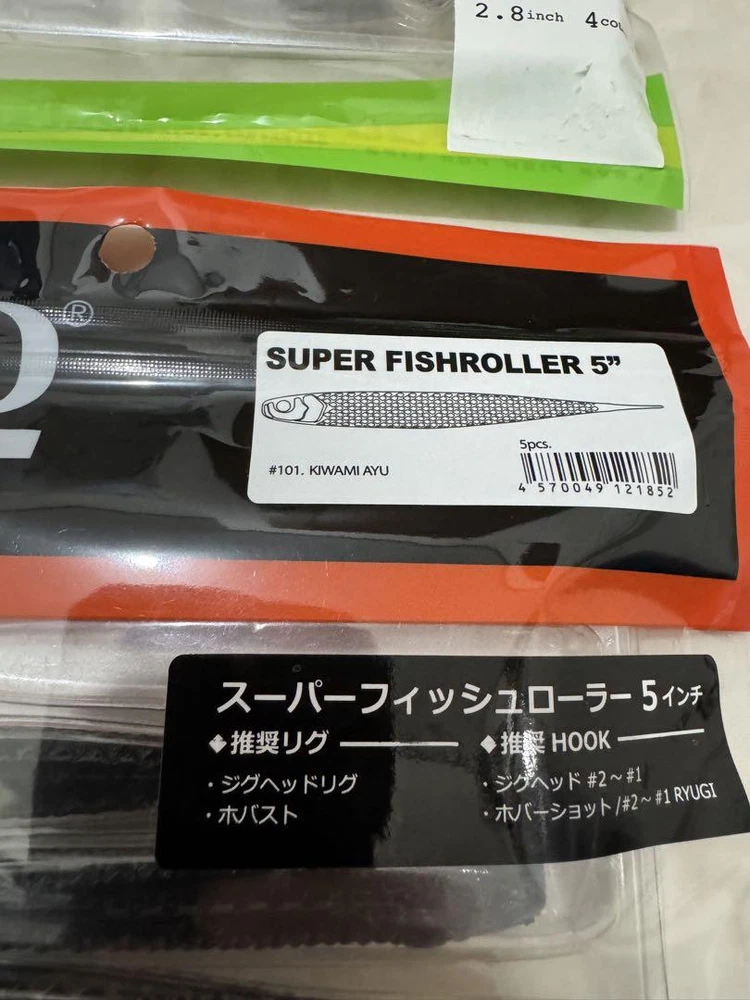 2.8inch 4co
®
SUPER FISHROLLER 5”
5pcs.
#101. KIWAMI AYU
4 570049 121852
スーパーフィッシュローラー 5インチ
◆推奨リグ
◆推奨 HOOK
・ジグヘッドリグ
・ジグヘッド #2～#1
・ホバスト
・ホバーショット/#2～#1 RYUGI